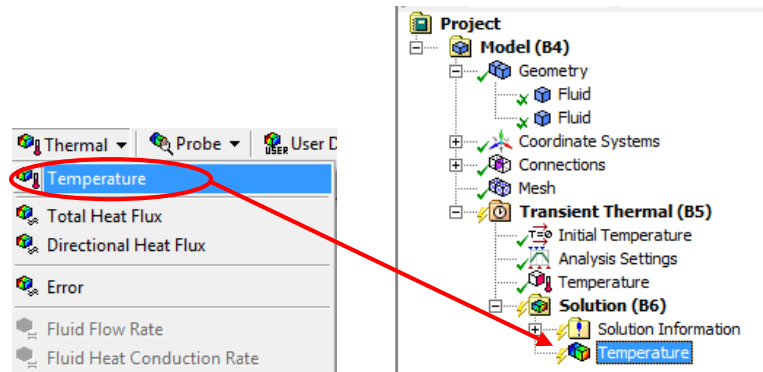 Thermal
Probe
USER User D
Temperature
Total Heat Flux
Directional Heat Flux
Error
Fluid Flow Rate
Fluid Heat Conduction Rate
Project
Model (B4)
Geometry
Fluid
Fluid
Coordinate Systems
Connections
Mesh
Transient Thermal (B5)
T=0 Initial Temperature
Analysis Settings
Temperature
Solution (B6)
Solution Information
Temperature